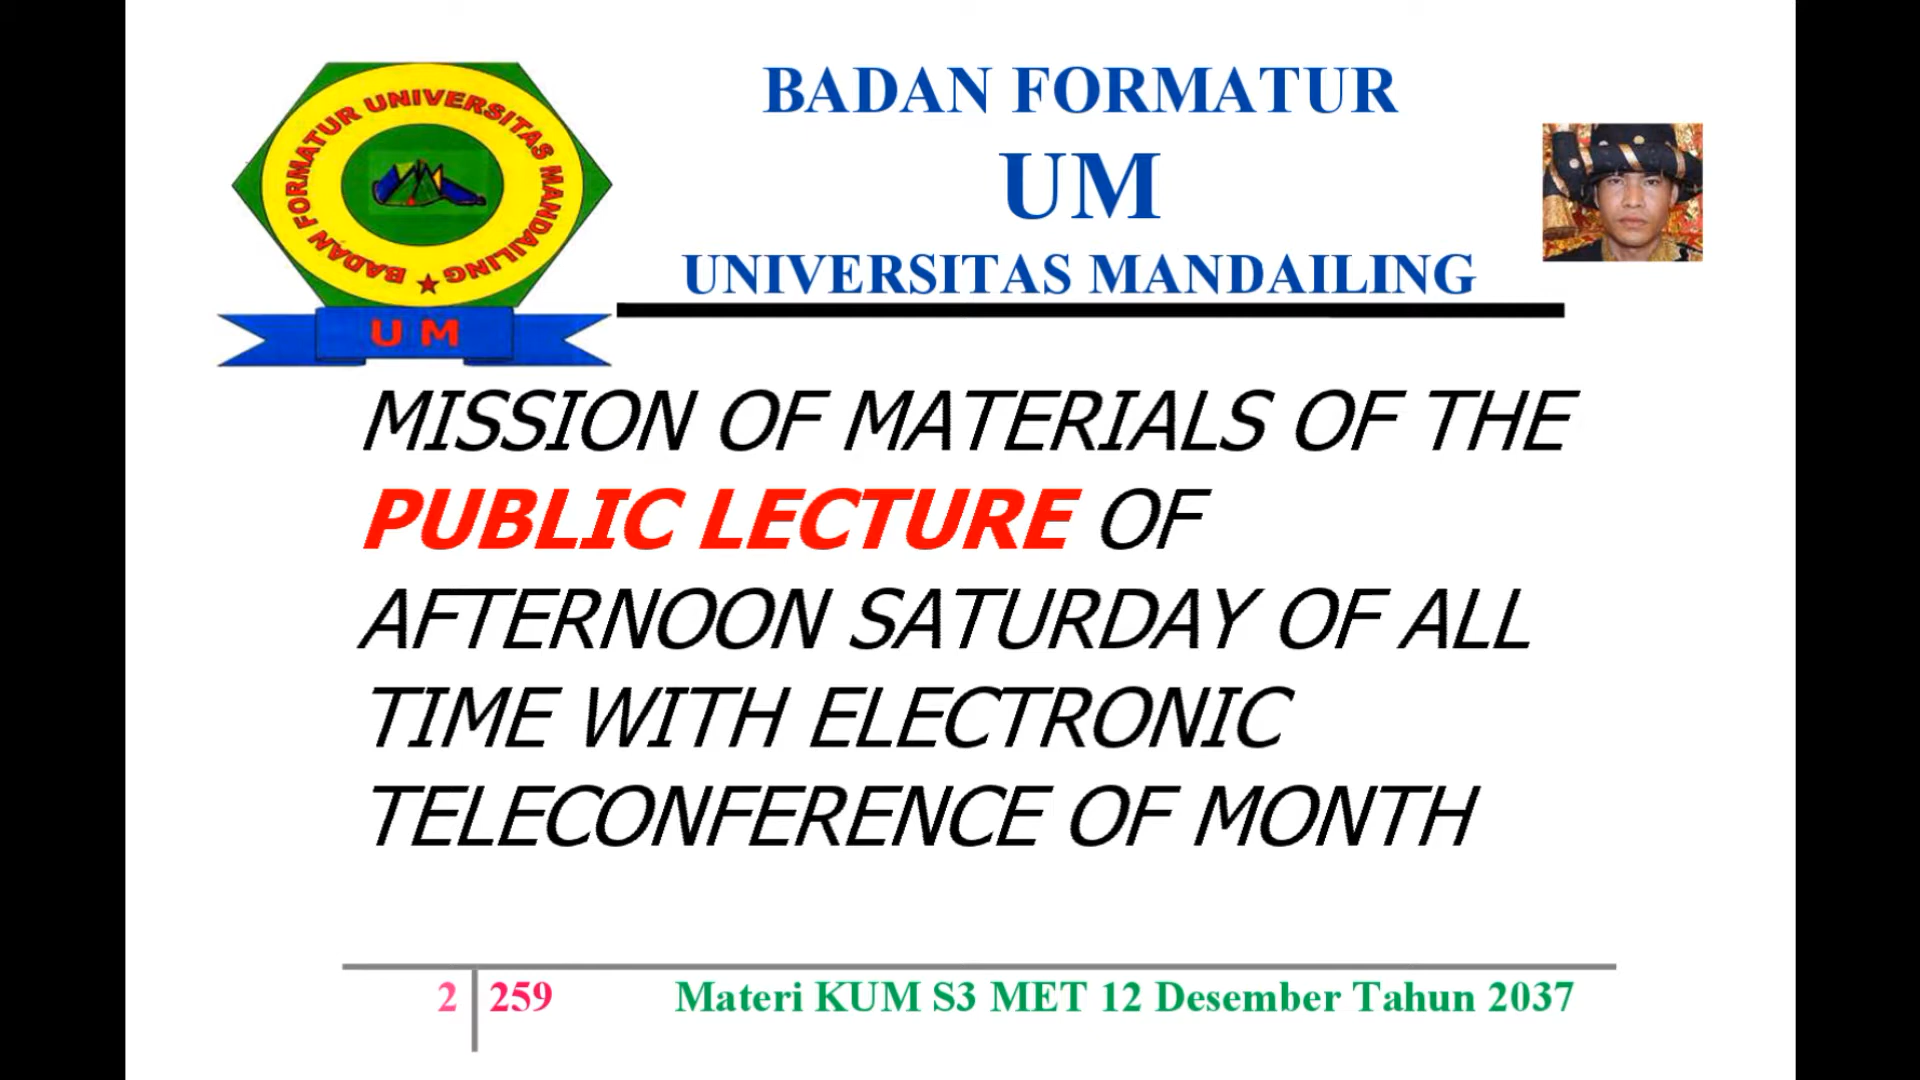 BADAN FORMATUR UNIVERSITAS MANDAILING
U M
BADAN FORMATUR
UM
UNIVERSITAS MANDAILING
MISSION OF MATERIALS OF THE
PUBLIC LECTURE OF
AFTERNOON SATURDAY OF ALL
TIME WITH ELECTRONIC
TELECONFERENCE OF MONTH
2 259 Materi KUM S3 MET 12 Desember Tahun 2037